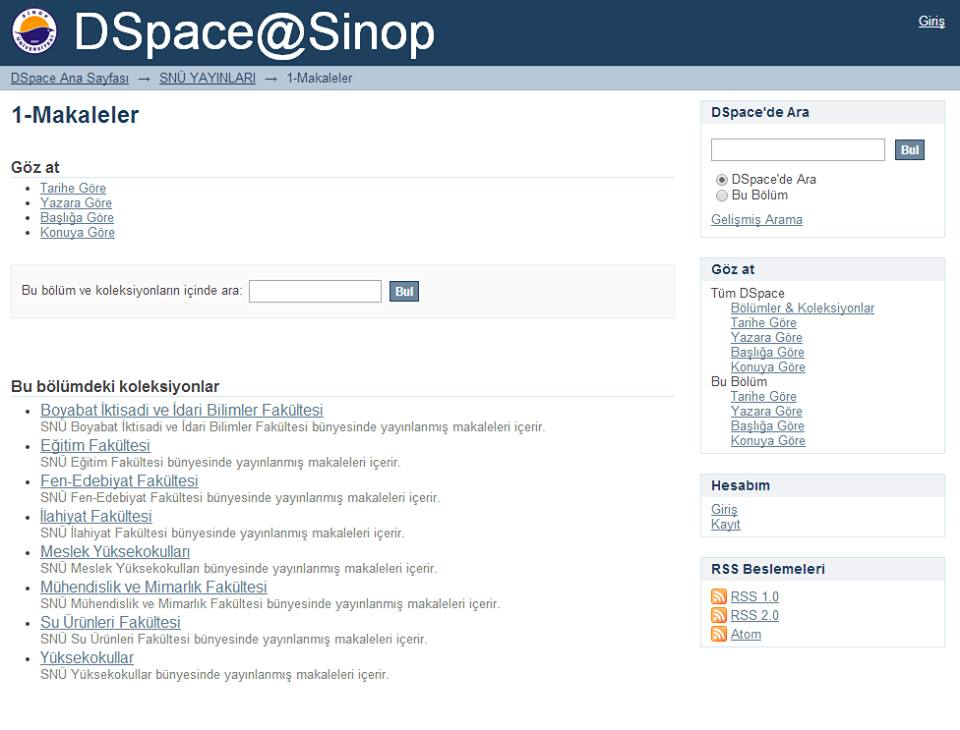 SİNOP
ÜNİVERSİTESİ
DSpace@Sinop
Giriş
DSpace Ana Sayfası → SNÜ YAYINLARI → 1-Makaleler
1-Makaleler
Göz at
Tarihe Göre
Yazara Göre
Başlığa Göre
Konuya Göre
Bu bölüm ve koleksiyonların içinde ara:
Bul
Bu bölümdeki koleksiyonlar
Boyabat İktisadi ve İdari Bilimler Fakültesi
SNÜ Boyabat İktisadi ve İdari Bilimler Fakültesi bünyesinde yayınlanmış makaleleri içerir.
Eğitim Fakültesi
SNÜ Eğitim Fakültesi bünyesinde yayınlanmış makaleleri içerir.
Fen-Edebiyat Fakültesi
SNÜ Fen-Edebiyat Fakültesi bünyesinde yayınlanmış makaleleri içerir.
İlahiyat Fakültesi
SNÜ İlahiyat Fakültesi bünyesinde yayınlanmış makaleleri içerir.
Meslek Yüksekokulları
SNÜ Meslek Yüksekokulları bünyesinde yayınlanmış makaleleri içerir.
Mühendislik ve Mimarlık Fakültesi
SNÜ Mühendislik ve Mimarlık Fakültesi bünyesinde yayınlanmış makaleleri içerir.
Su Ürünleri Fakültesi
SNÜ Su Ürünleri Fakültesi bünyesinde yayınlanmış makaleleri içerir.
Yüksekokullar
SNÜ Yüksekokullar bünyesinde yayınlanmış makaleleri içerir.
DSpace'de Ara
Bul
DSpace'de Ara
Bu Bölüm
Gelişmiş Arama
Göz at
Tüm DSpace
Bölümler & Koleksiyonlar
Tarihe Göre
Yazara Göre
Başlığa Göre
Konuya Göre
Bu Bölüm
Tarihe Göre
Yazara Göre
Başlığa Göre
Konuya Göre
Hesabım
Giriş
Kayıt
RSS Beslemeleri
RSS 1.0
RSS 2.0
Atom